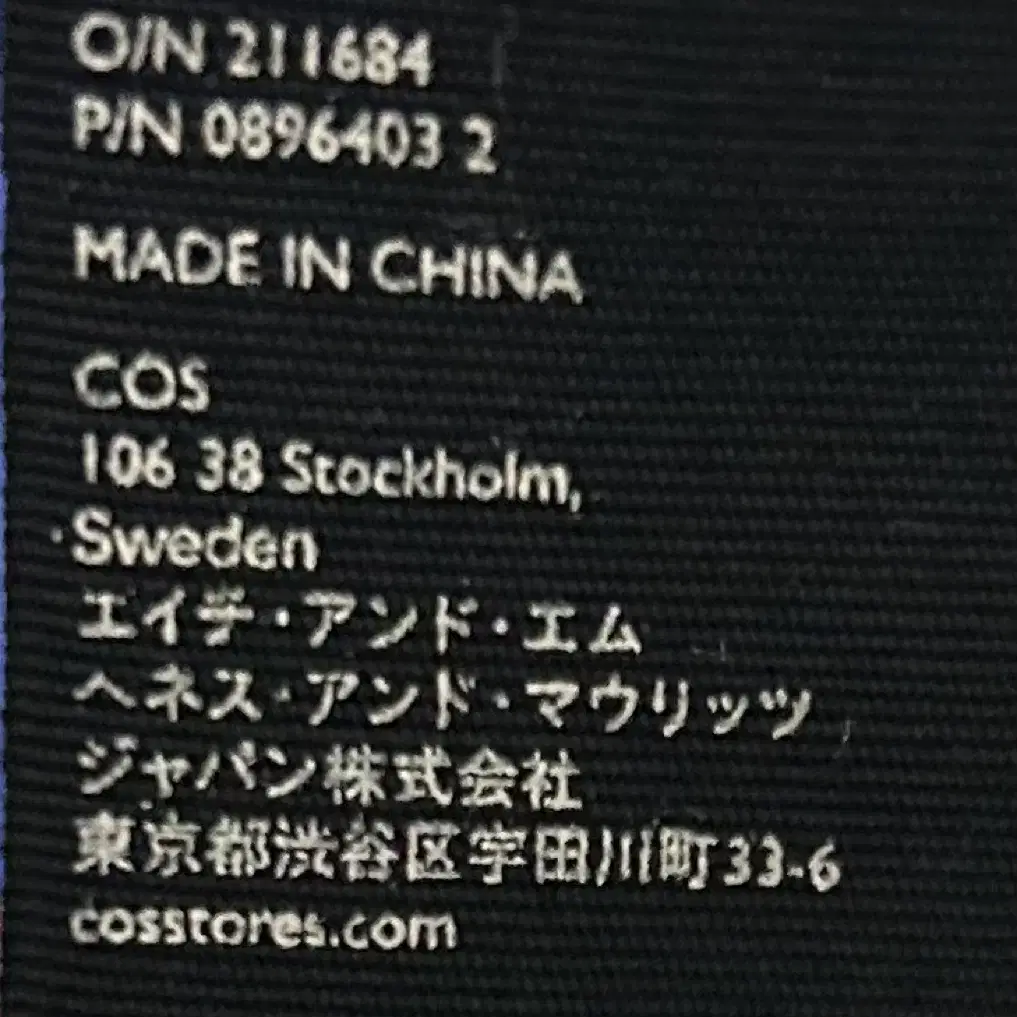 O/N 211684
P/N 0896403 2
MADE IN CHINA
COS
106 38 Stockholm,
Sweden
エイチ・アンド・エム
ヘネス・アンド・マウリッツ
ジャパン株式会社
東京都渋谷区宇田川町33-6
cosstores.com